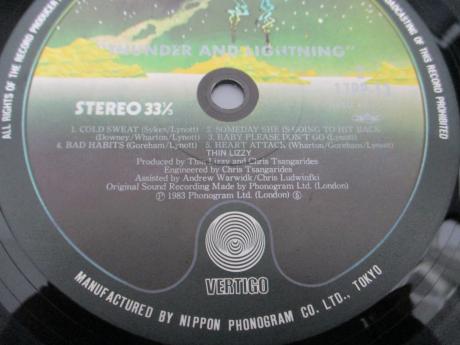 "THUNDER AND LIGHTNING"
STEREO 33⅓
1. COLD SWEAT (Sykes/Lynott) 2. SOMEDAY SHE IS GOING TO HIT BACK
(Downey/Wharton/Lynott) 3. BABY PLEASE DON'T GO (Lynott)
4. BAD HABITS (Goreham/Lynott) 5. HEART ATTACK (Wharton/Goreham/Lynott)
THIN LIZZY
Produced by Thin Lizzy and Chris Tsangarides
Engineered by Chris Tsangarides
Assisted by Andrew Warwidk/Chris Ludwinfki
Original Sound Recording Made by Phonogram Ltd. (London)
Ⓟ 1983 Phonogram Ltd. (London) Ⓢ
VERTIGO
MANUFACTURED BY NIPPON PHONOGRAM CO. LTD., TOKYO
ALL RIGHTS OF THE RECORD PRODUCER
BROADCASTING OF THIS RECORD PROHIBITED